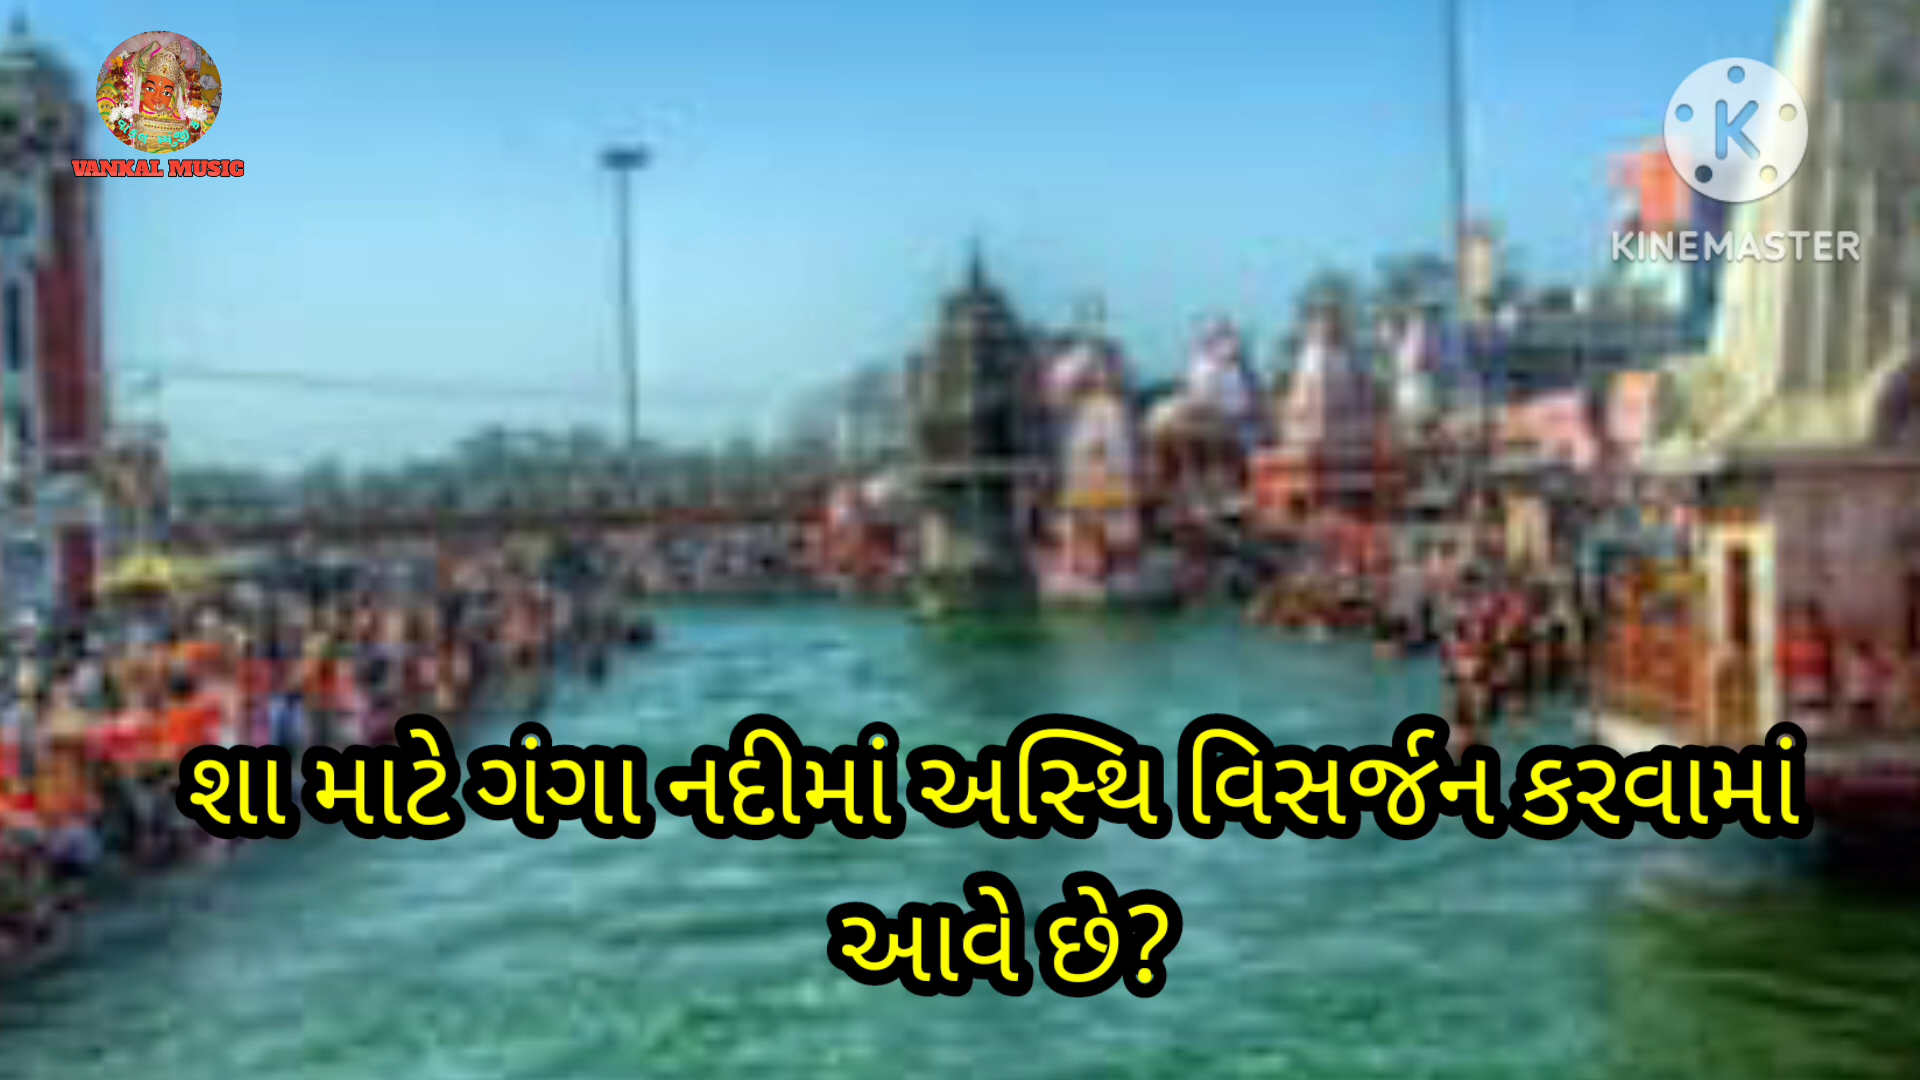 VANKAL MUSIC
K
KINEMASTER
શા માટે ગંગા નદીમાં અસ્થિ વિસર્જન કરવામાં
આવે છે?